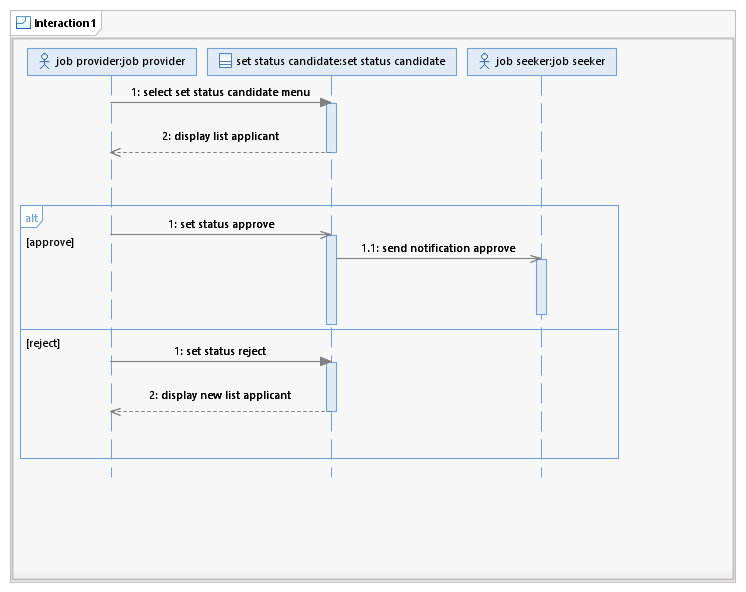 Interaction1
job provider:job provider
set status candidate:set status candidate
job seeker:job seeker
1: select set status candidate menu
2: display list applicant
alt
1: set status approve
[approve]
1.1: send notification approve
[reject]
1: set status reject
2: display new list applicant